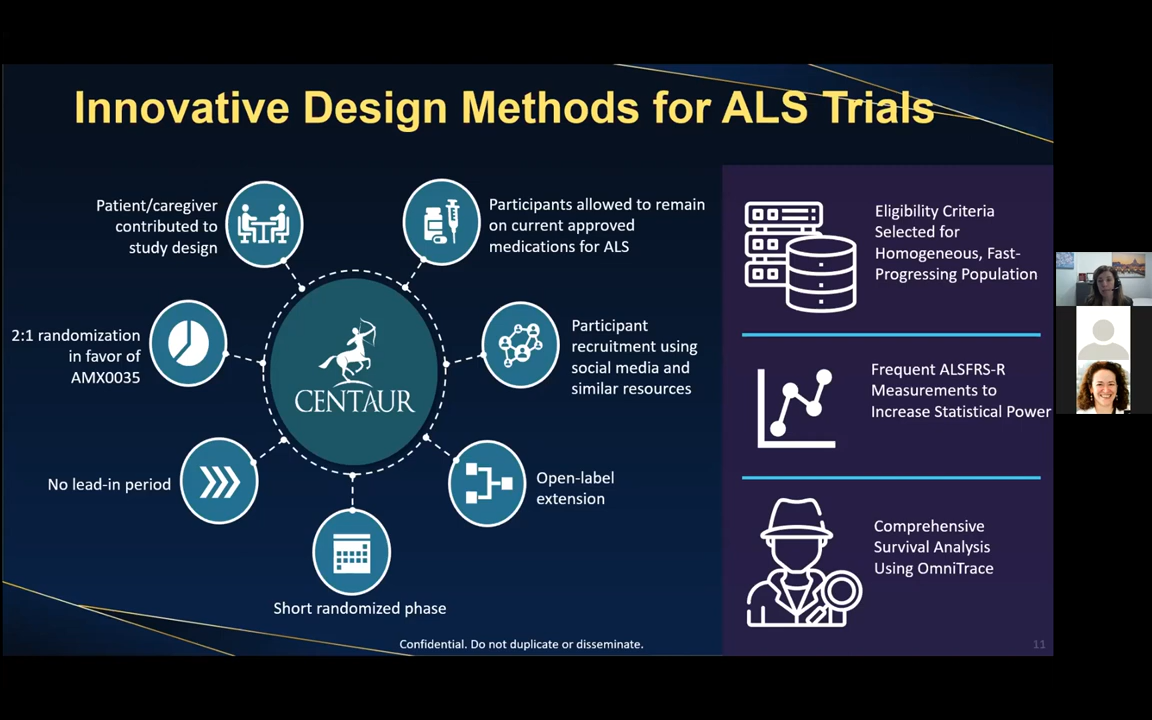 Innovative Design Methods for ALS Trials
Patient/caregiver
contributed to
study design
Participants allowed to remain
on current approved
medications for ALS
2:1 randomization
in favor of
AMX0035
CENTAUR
Participant
recruitment using
social media and
similar resources
No lead-in period
Open-label
extension
Short randomized phase
Eligibility Criteria
Selected for
Homogeneous, Fast-
Progressing Population
Frequent ALSFRS-R
Measurements to
Increase Statistical Power
Comprehensive
Survival Analysis
Using OmniTrace
Confidential. Do not duplicate or disseminate.
11